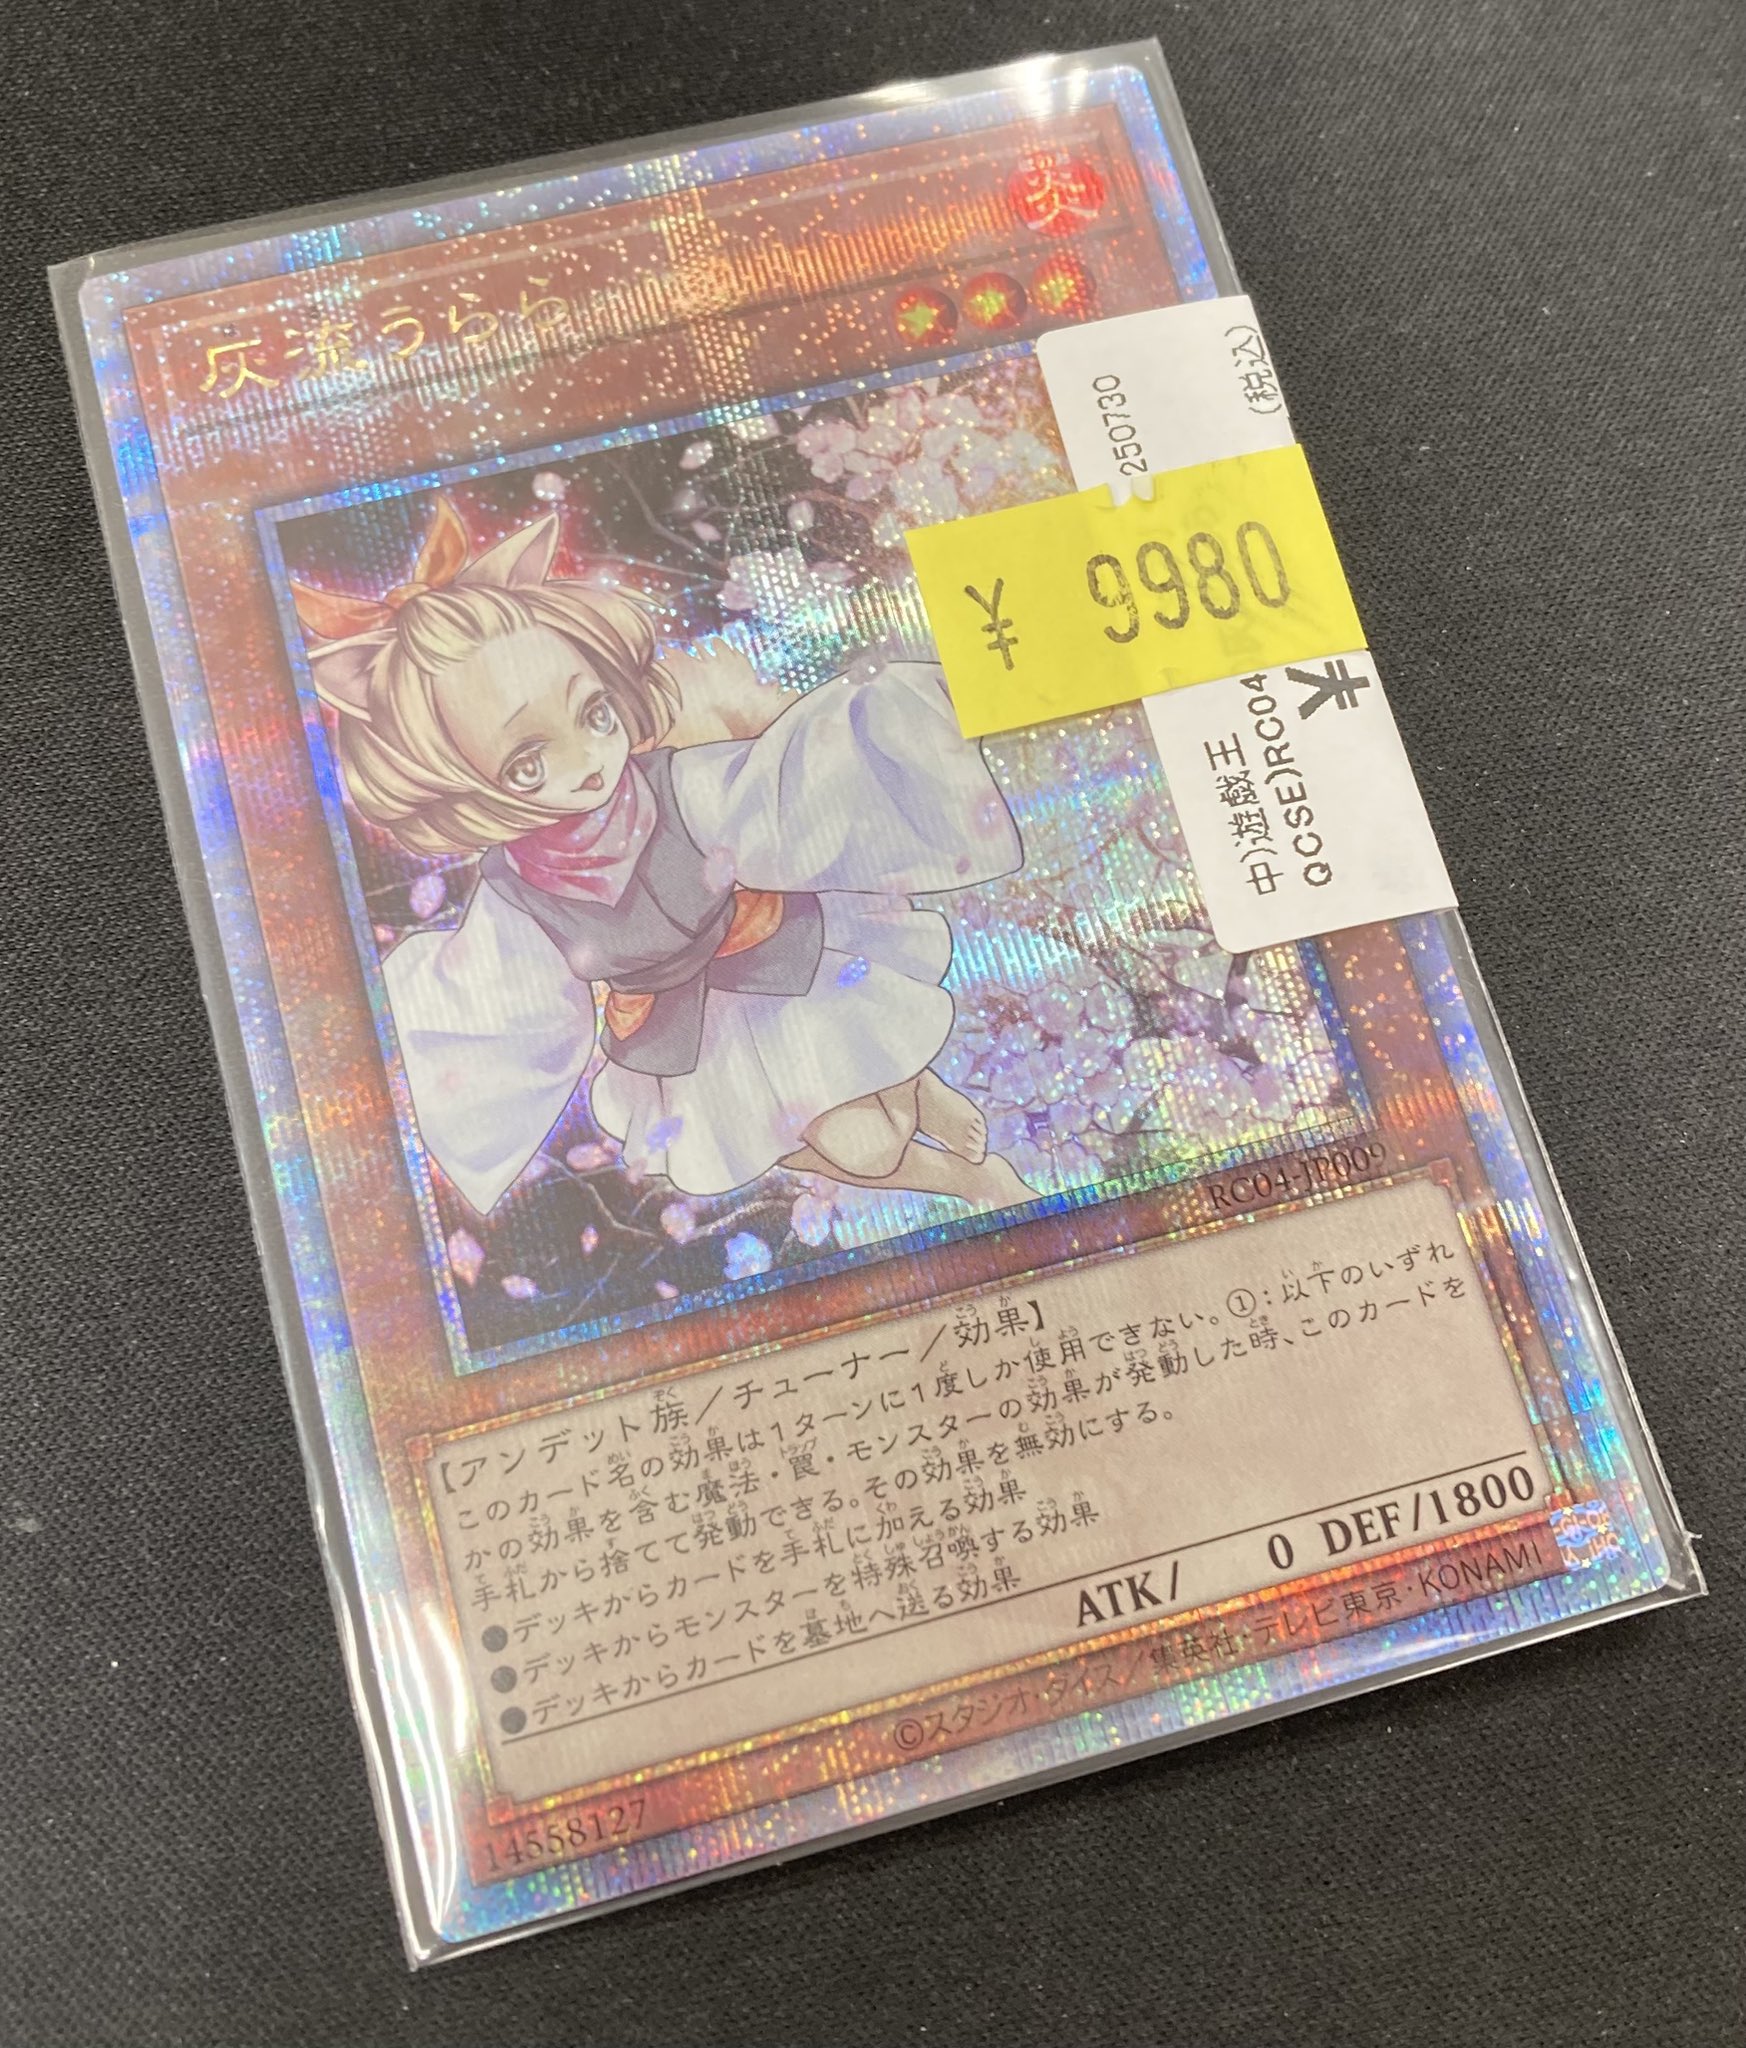 灰流うらら
炎
250730
(税込)
¥ 9980
中)遊戯王
QCSE)RC04
¥
RC04-JP009
【アンデット族／チューナー／効果】
このカード名の効果は１ターンに１度しか使用できない。①：以下のいずれ
かの効果を含む魔法・罠・モンスターの効果が発動した時、このカードを
手札から捨てて発動できる。その効果を無効にする。
●デッキからカードを手札に加える効果
●デッキからモンスターを特殊召喚する効果
●デッキからカードを墓地へ送る効果
ATK/ 0 DEF/1800
14558127
©スタジオ・ダイス／集英社・テレビ東京・KONAMI